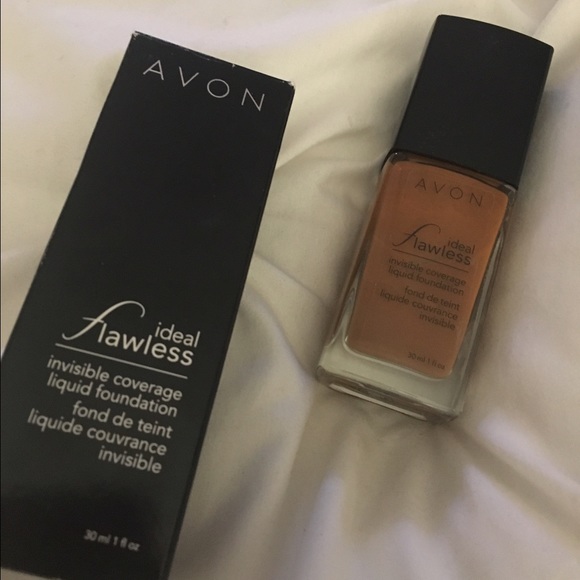 AVON
ideal
flawless
invisible coverage
liquid foundation
fond de teint
liquide couvrance
invisible
30 ml 1 fl oz
AVON
ideal
flawless
invisible coverage
liquid foundation
fond de teint
liquide couvrance
invisible
30 ml 1 fl oz